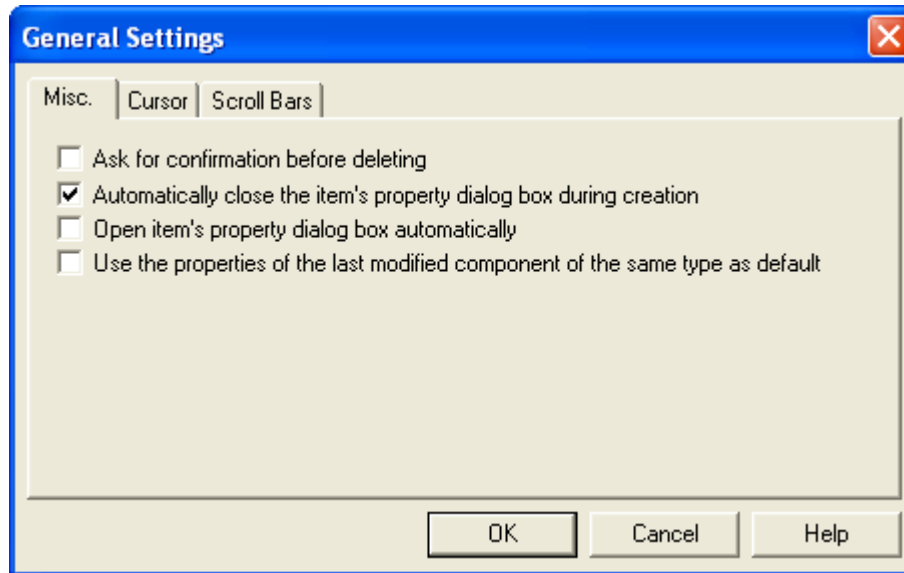 General Settings
Misc. Cursor Scroll Bars
Ask for confirmation before deleting
Automatically close the item's property dialog box during creation
Open item's property dialog box automatically
Use the properties of the last modified component of the same type as default
OK Cancel Help